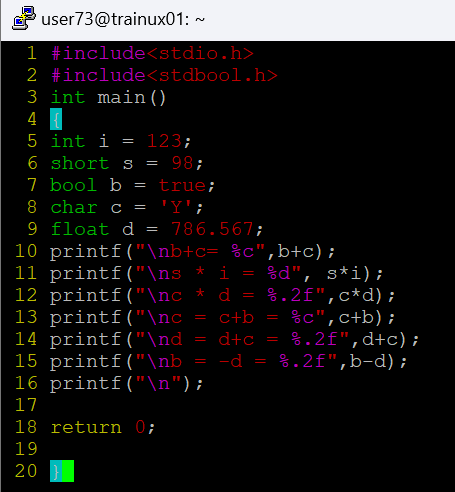 user73@trainux01: ~
1 #include<stdio.h>
2 #include<stdbool.h>
3 int main()
4 {
5 int i = 123;
6 short s = 98;
7 bool b = true;
8 char c = 'Y';
9 float d = 786.567;
10 printf("\nb+c= %c",b+c);
11 printf("\ns * i = %d", s*i);
12 printf("\nc * d = %.2f",c*d);
13 printf("\nc = c+b = %c",c+b);
14 printf("\nd = d+c = %.2f",d+c);
15 printf("\nb = -d = %.2f",b-d);
16 printf("\n");
17
18 return 0;
19
20 }